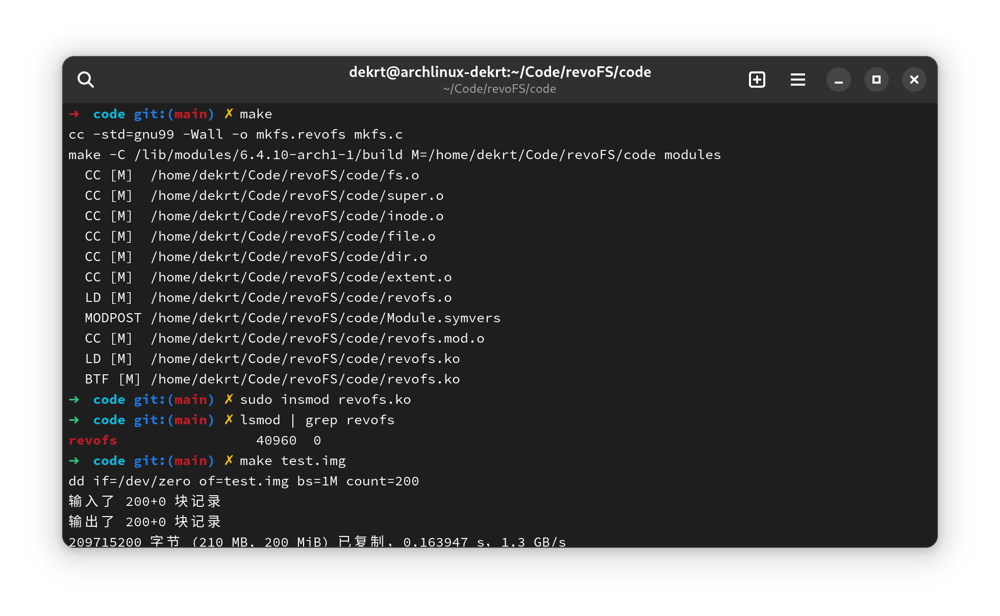 dekrt@archlinux-dekrt:~/Code/revoFS/code
~/Code/revoFS/code
➜  code git:(main) ✗ make
cc -std=gnu99 -Wall -o mkfs.revofs mkfs.c
make -C /lib/modules/6.4.10-arch1-1/build M=/home/dekrt/Code/revoFS/code modules
  CC [M]  /home/dekrt/Code/revoFS/code/fs.o
  CC [M]  /home/dekrt/Code/revoFS/code/super.o
  CC [M]  /home/dekrt/Code/revoFS/code/inode.o
  CC [M]  /home/dekrt/Code/revoFS/code/file.o
  CC [M]  /home/dekrt/Code/revoFS/code/dir.o
  CC [M]  /home/dekrt/Code/revoFS/code/extent.o
  LD [M]  /home/dekrt/Code/revoFS/code/revofs.o
  MODPOST /home/dekrt/Code/revoFS/code/Module.symvers
  CC [M]  /home/dekrt/Code/revoFS/code/revofs.mod.o
  LD [M]  /home/dekrt/Code/revoFS/code/revofs.ko
  BTF [M] /home/dekrt/Code/revoFS/code/revofs.ko
➜  code git:(main) ✗ sudo insmod revofs.ko
➜  code git:(main) ✗ lsmod | grep revofs
revofs                 40960  0
➜  code git:(main) ✗ make test.img
dd if=/dev/zero of=test.img bs=1M count=200
输入了 200+0 块记录
输出了 200+0 块记录
209715200 字节 (210 MB, 200 MiB) 已复制，0.163947 s，1.3 GB/s